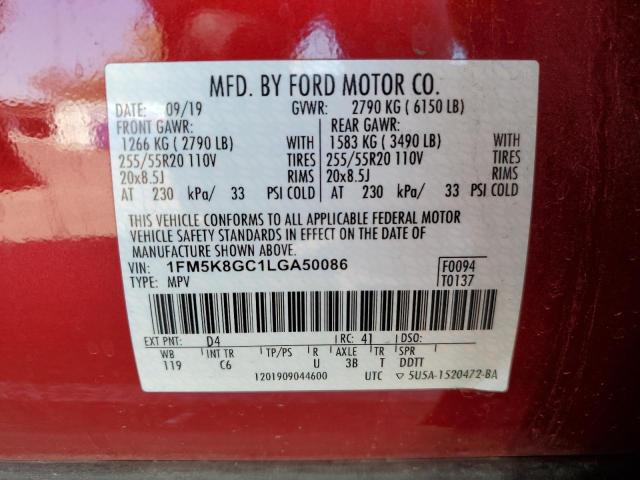 MFD. BY FORD MOTOR CO.
DATE: 09/19 GVWR: 2790 KG ( 6150 LB)
FRONT GAWR: REAR GAWR:
1266 KG ( 2790 LB) WITH 1583 KG ( 3490 LB) WITH
255/55R20 110V TIRES 255/55R20 110V TIRES
20x8.5J RIMS 20x8.5J RIMS
AT 230 kPa/ 33 PSI COLD AT 230 kPa/ 33 PSI COLD
THIS VEHICLE CONFORMS TO ALL APPLICABLE FEDERAL MOTOR
VEHICLE SAFETY STANDARDS IN EFFECT ON THE DATE OF
MANUFACTURE SHOWN ABOVE.
VIN: 1FM5K8GC1LGA50086 F0094
TYPE: MPV T0137
EXT PNT: D4 RC: 41 DSO:
WB INT TR TP/PS R AXLE TR SPR
119 C6 U 3B T DDTT
1201909044600 UTC ▽ 5U5A-1520472-BA